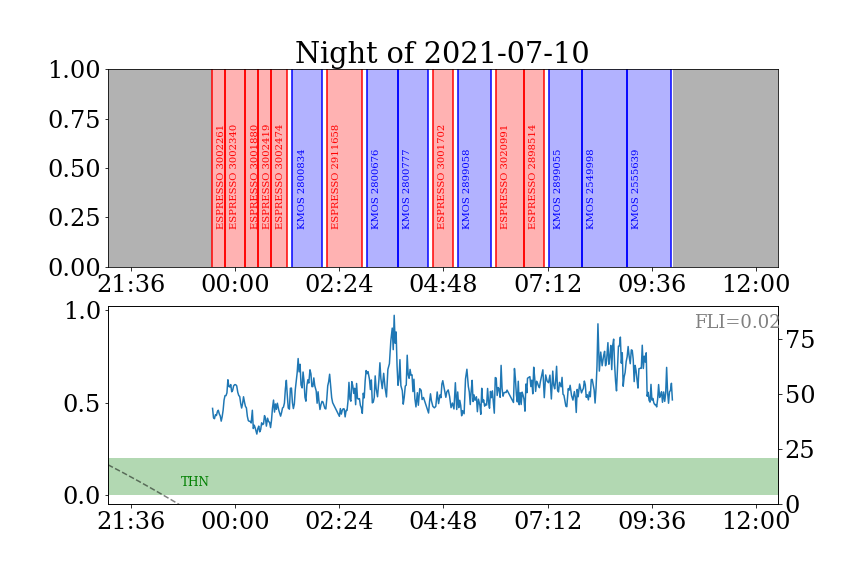 Night of 2021-07-10
1.00
0.75
0.50
0.25
0.00
ESPRESSO 3002261
ESPRESSO 3002340
ESPRESSO 3001880
ESPRESSO 3002419
ESPRESSO 3002474
KMOS 2800834
ESPRESSO 2911658
KMOS 2800676
KMOS 2800777
ESPRESSO 3001702
KMOS 2899058
ESPRESSO 3020991
ESPRESSO 2898514
KMOS 2899055
KMOS 2549998
KMOS 2555639
21:36 00:00 02:24 04:48 07:12 09:36 12:00
1.0
0.5
0.0
FLI=0.02
75
50
25
0
THN
21:36 00:00 02:24 04:48 07:12 09:36 12:00